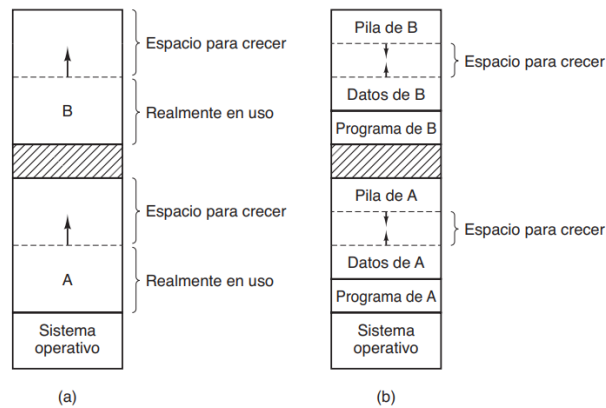 Espacio para crecer
B
Realmente en uso
Espacio para crecer
A
Realmente en uso
Sistema
operativo
(a)
Pila de B
Espacio para crecer
Datos de B
Programa de B
Pila de A
Espacio para crecer
Datos de A
Programa de A
Sistema
operativo
(b)